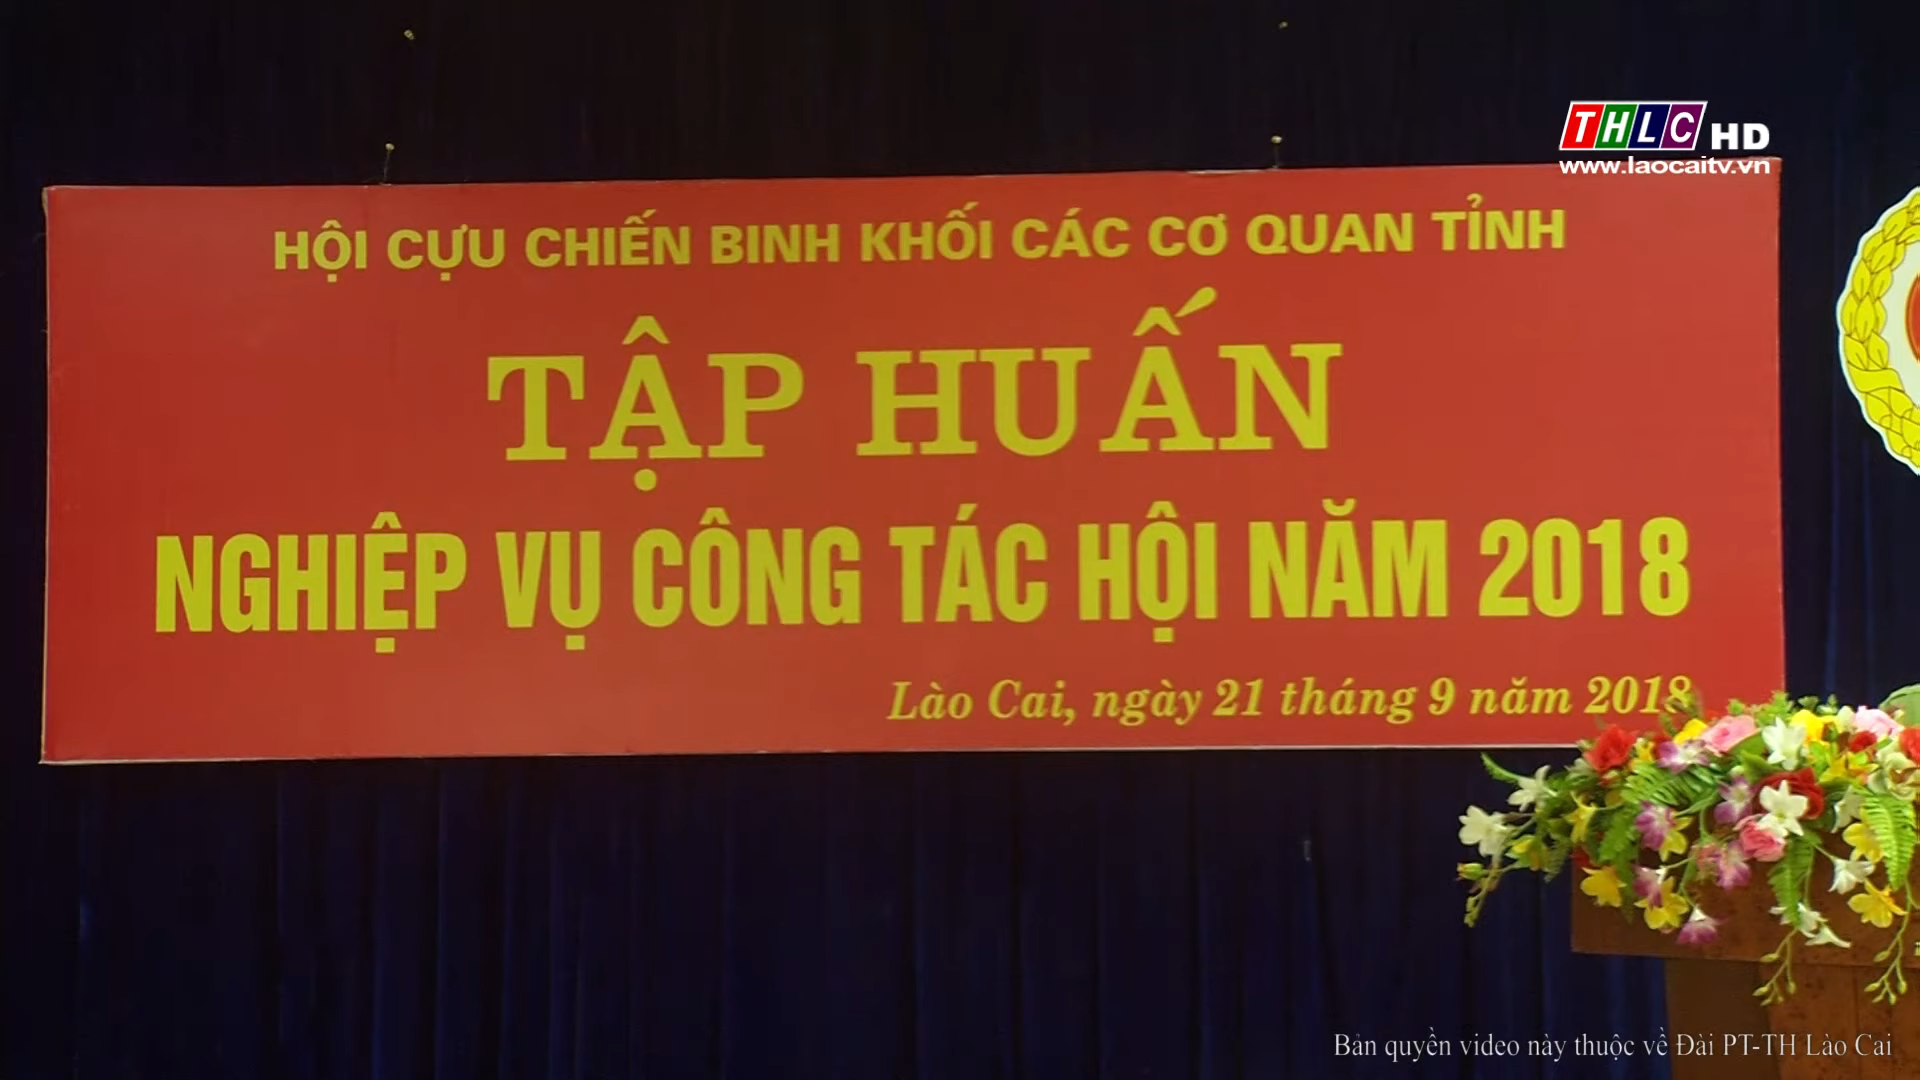 THLC HD
www.laocaitv.vn
HỘI CỰU CHIẾN BINH KHỐI CÁC CƠ QUAN TỈNH
TẬP HUẤN
NGHIỆP VỤ CÔNG TÁC HỘI NĂM 2018
Lào Cai, ngày 21 tháng 9 năm 2018
Bản quyền video này thuộc về Đài PT-TH Lào Cai